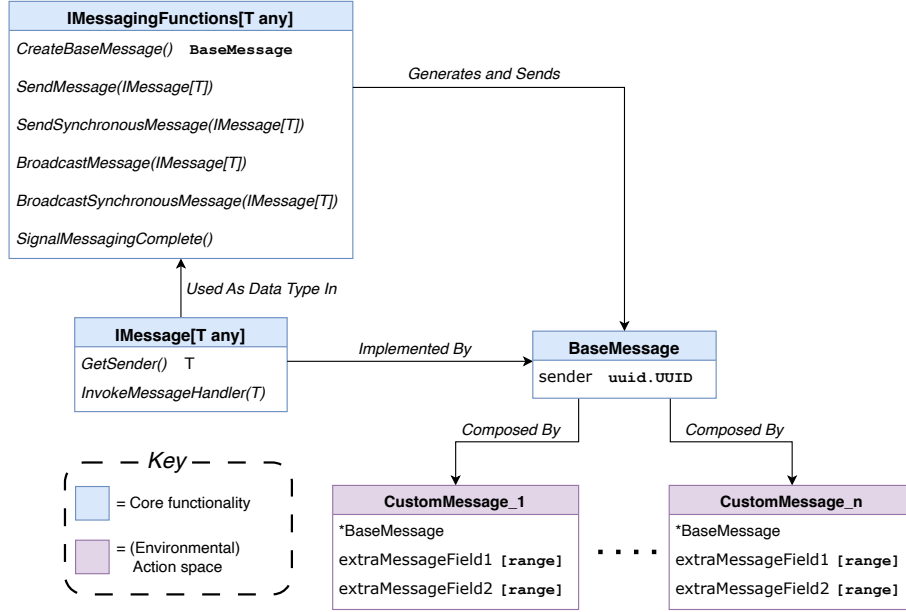 IMessagingFunctions[T any]
CreateBaseMessage() BaseMessage
SendMessage(IMessage[T])
SendSynchronousMessage(IMessage[T])
BroadcastMessage(IMessage[T])
BroadcastSynchronousMessage(IMessage[T])
SignalMessagingComplete()
Generates and Sends
Used As Data Type In
IMessage[T any]
GetSender() T
InvokeMessageHandler(T)
Implemented By
BaseMessage
sender uuid.UUID
Composed By
Composed By
Key
= Core functionality
= (Environmental)
Action space
CustomMessage_1
*BaseMessage
extraMessageField1 [range]
extraMessageField2 [range]
CustomMessage_n
*BaseMessage
extraMessageField1 [range]
extraMessageField2 [range]